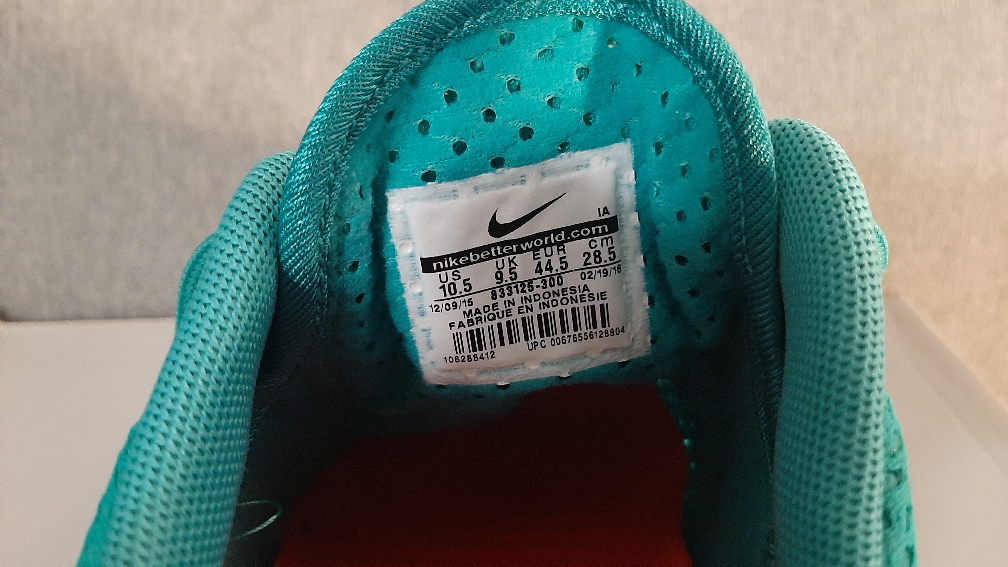 IA
nikebetterworld.com
US UK EUR cm
10.5 9.5 44.5 28.5
12/09/15 833125-300 02/19/16
MADE IN INDONESIA
FABRIQUE EN INDONESIE
106288412 UPC 00676556128904